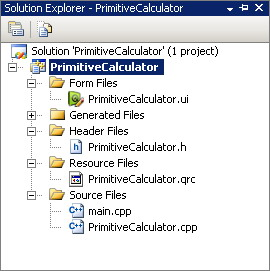 Solution Explorer - PrimitiveCalculator
Solution 'PrimitiveCalculator' (1 project)
PrimitiveCalculator
Form Files
PrimitiveCalculator.ui
Generated Files
Header Files
PrimitiveCalculator.h
Resource Files
PrimitiveCalculator.qrc
Source Files
main.cpp
PrimitiveCalculator.cpp